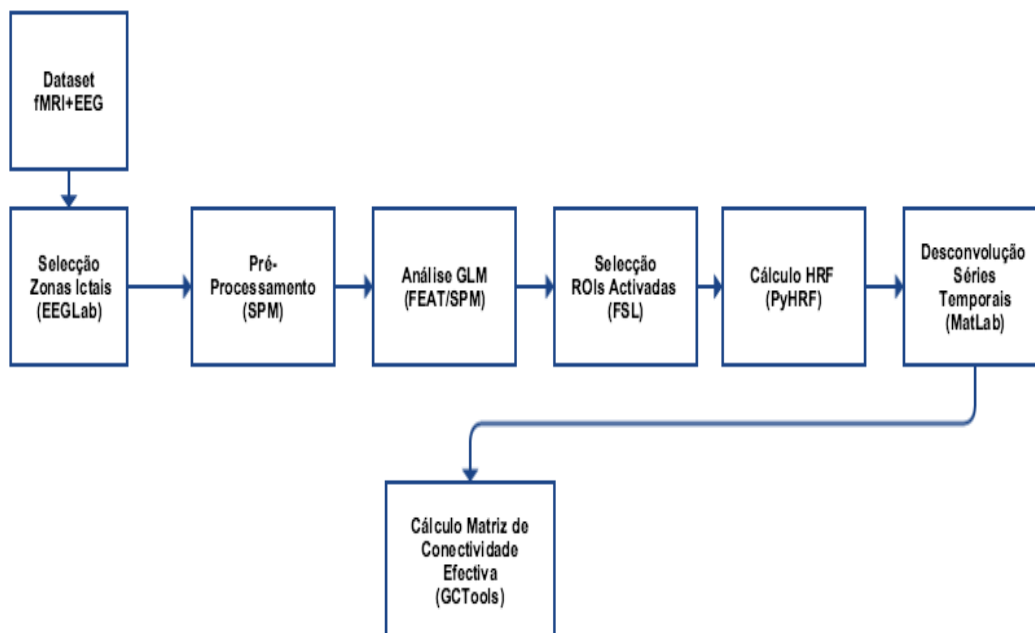 Dataset
fMRI+EEG
Selecção
Zonas Ictais
(EEGLab)
Pré-
Processamento
(SPM)
Análise GLM
(FEAT/SPM)
Selecção
ROIs Activadas
(FSL)
Cálculo HRF
(PyHRF)
Desconvolução
Séries
Temporais
(MatLab)
Cálculo Matriz de
Conectividade
Efectiva
(GCTools)